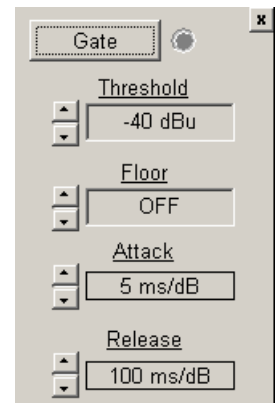 x
Gate
Threshold
-40 dBu
Floor
OFF
Attack
5 ms/dB
Release
100 ms/dB